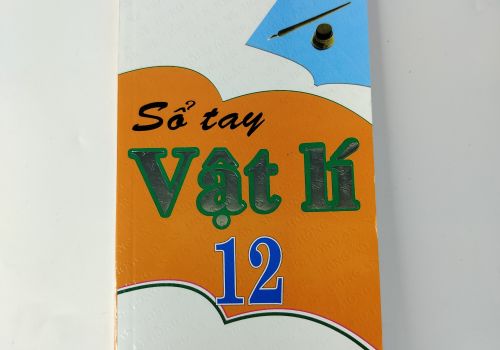 Sổ tay
Vật lí
12